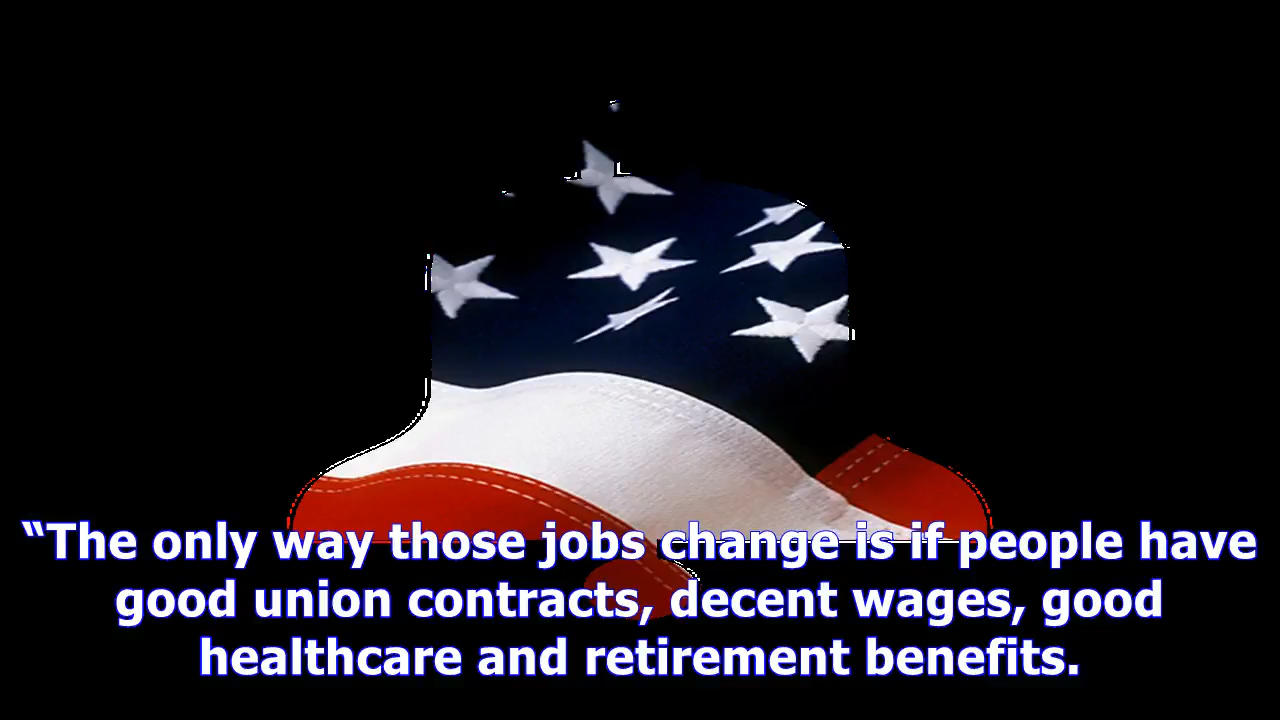 “The only way those jobs change is if people have
good union contracts, decent wages, good
healthcare and retirement benefits.